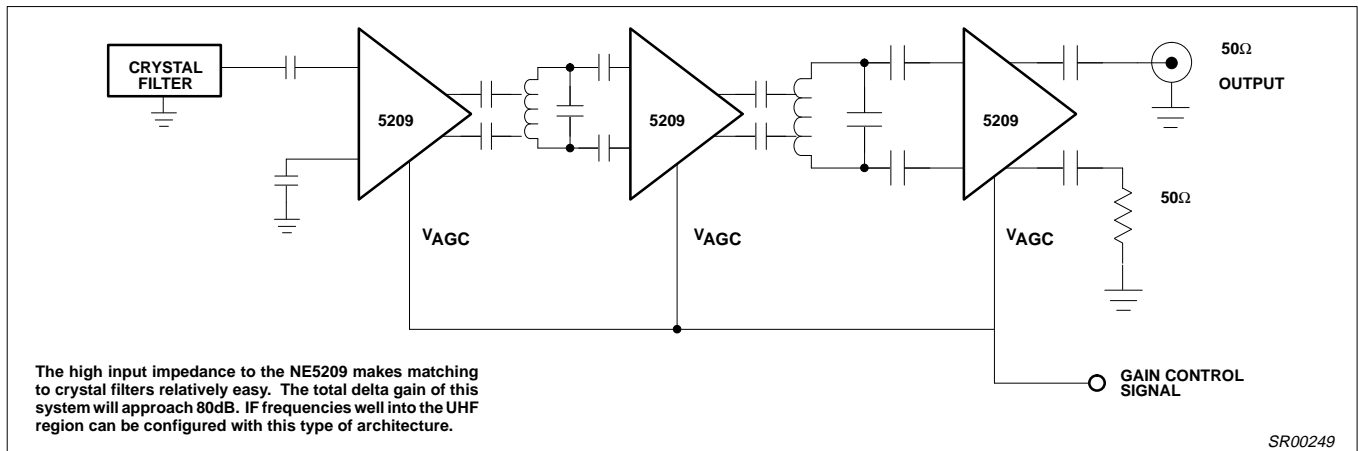 CRYSTAL
FILTER
5209
5209
5209
50Ω
OUTPUT
50Ω
VAGC
VAGC
VAGC
The high input impedance to the NE5209 makes matching
to crystal filters relatively easy. The total delta gain of this
system will approach 80dB. IF frequencies well into the UHF
region can be configured with this type of architecture.
GAIN CONTROL
SIGNAL
SR00249